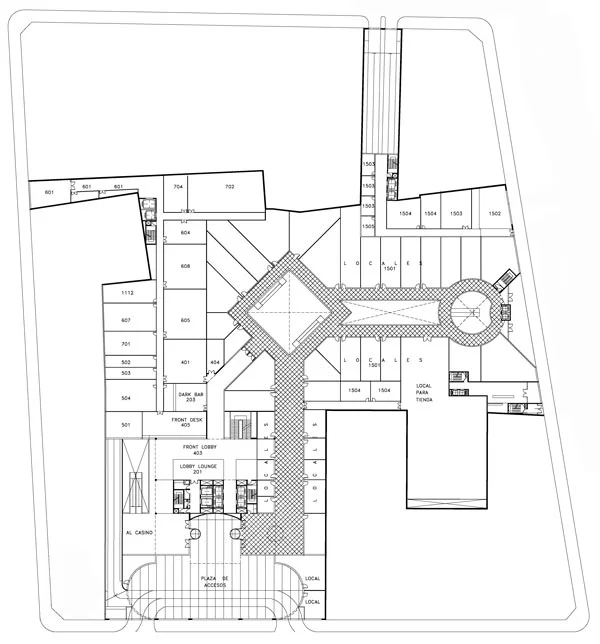 601
601
601
704
702
1503
1503
1503
1505
1504
1504
1503
1502
604
608
LOCALES
1501
1112
607
605
701
502
503
401
404
LOCALES
1501
504
DARK BAR
203
1504
1504
LOCAL
PARA
TIENDA
501
FRONT DESK
405
FRONT LOBBY
403
LOBBY LOUNGE
201
LOCALES
LOCALES
AL CASINO
PLAZA DE
ACCESOS
LOCAL
LOCAL